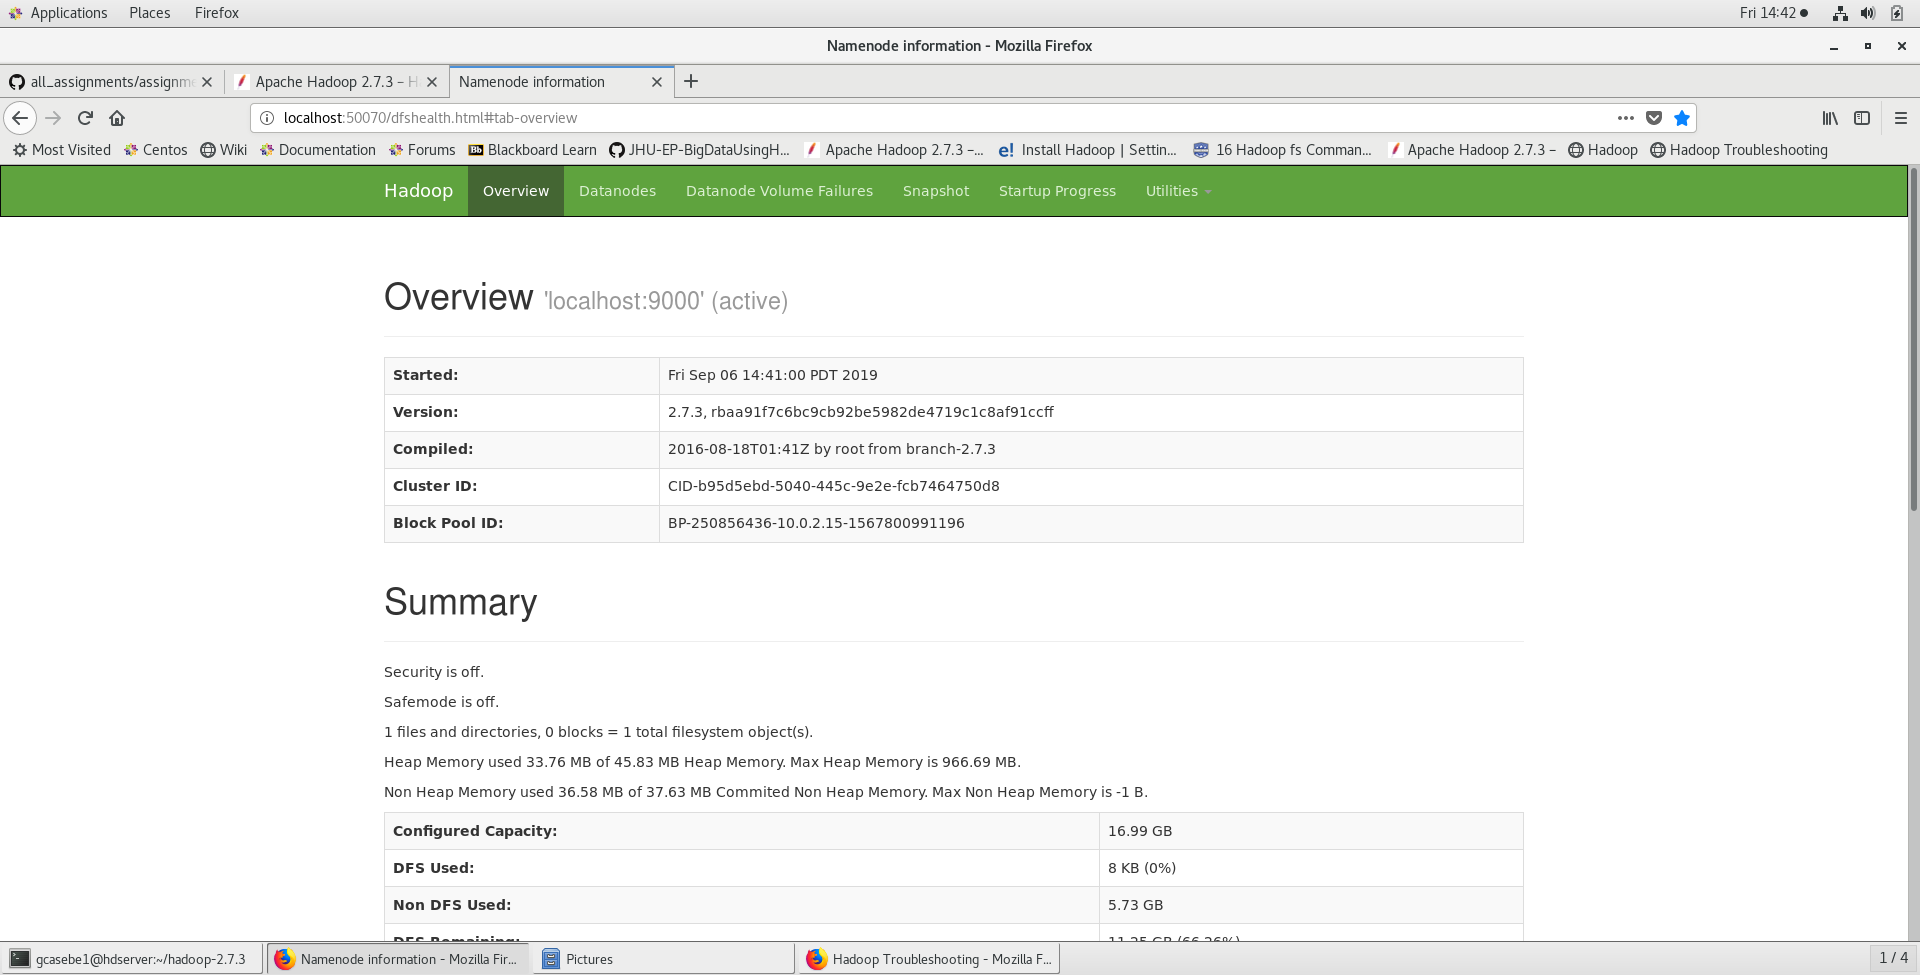 Applications Places Firefox Fri 14:42
Namenode information - Mozilla Firefox
all_assignments/assignme Apache Hadoop 2.7.3 – H Namenode information
localhost:50070/dfshealth.html#tab-overview
Most Visited Centos Wiki Documentation Forums Blackboard Learn JHU-EP-BigDataUsingH... Apache Hadoop 2.7.3 –... Install Hadoop | Settin... 16 Hadoop fs Comman... Apache Hadoop 2.7.3 – Hadoop Hadoop Troubleshooting
Hadoop Overview Datanodes Datanode Volume Failures Snapshot Startup Progress Utilities
Overview 'localhost:9000' (active)
Started: Fri Sep 06 14:41:00 PDT 2019
Version: 2.7.3, rbaa91f7c6bc9cb92be5982de4719c1c8af91ccff
Compiled: 2016-08-18T01:41Z by root from branch-2.7.3
Cluster ID: CID-b95d5ebd-5040-445c-9e2e-fcb7464750d8
Block Pool ID: BP-250856436-10.0.2.15-1567800991196
Summary
Security is off.
Safemode is off.
1 files and directories, 0 blocks = 1 total filesystem object(s).
Heap Memory used 33.76 MB of 45.83 MB Heap Memory. Max Heap Memory is 966.69 MB.
Non Heap Memory used 36.58 MB of 37.63 MB Commited Non Heap Memory. Max Non Heap Memory is -1 B.
Configured Capacity: 16.99 GB
DFS Used: 8 KB (0%)
Non DFS Used: 5.73 GB
DFS Remaining: 11.25 GB (66.26%)
gcasebe1@hdserver:~/hadoop-2.7.3 Namenode information - Mozilla Fir... Pictures Hadoop Troubleshooting - Mozilla F... 1 / 4